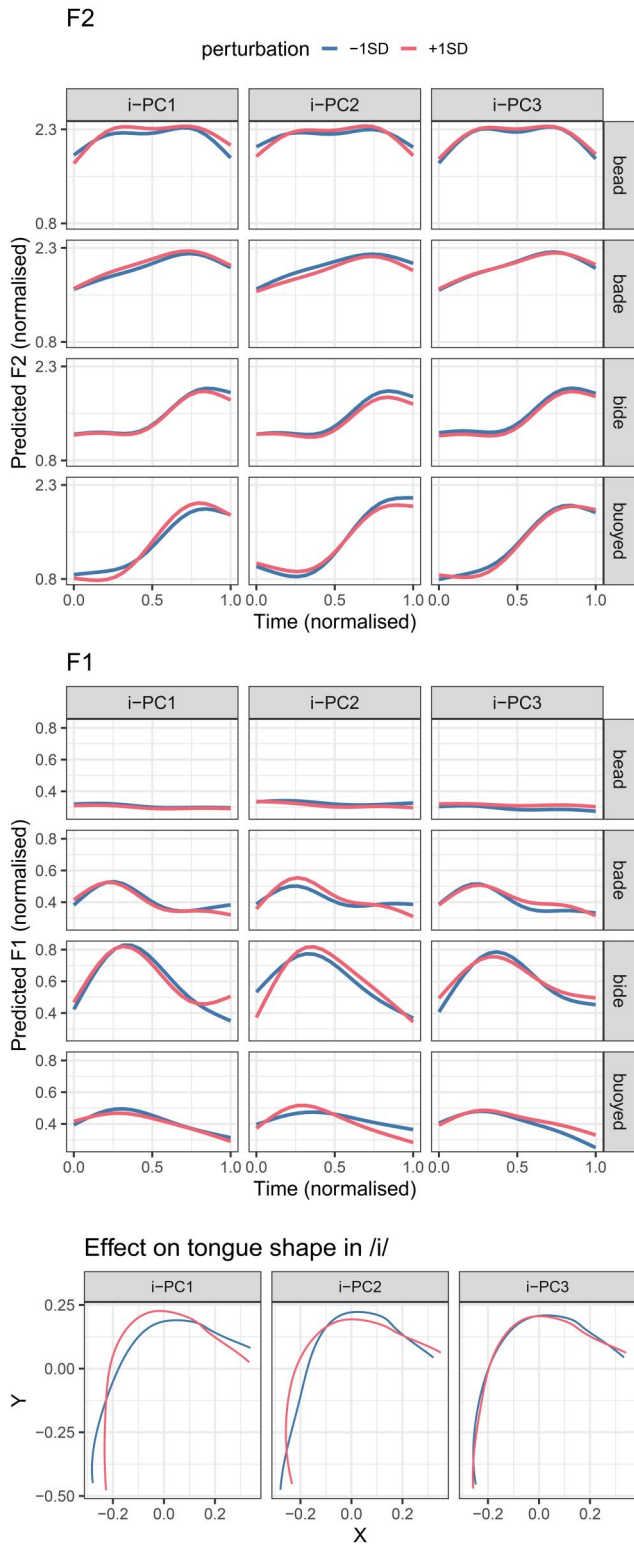 F2
perturbation −1SD +1SD
i−PC1 i−PC2 i−PC3
2.3
0.8
bead
2.3
0.8
bade
2.3
0.8
bide
2.3
0.8
buoyed
Predicted F2 (normalised)
0.0 0.5 1.0 0.0 0.5 1.0 0.0 0.5 1.0
Time (normalised)
F1
i−PC1 i−PC2 i−PC3
0.8
0.6
0.4
bead
0.8
0.6
0.4
bade
0.8
0.6
0.4
bide
0.8
0.6
0.4
buoyed
Predicted F1 (normalised)
0.0 0.5 1.0 0.0 0.5 1.0 0.0 0.5 1.0
Time (normalised)
Effect on tongue shape in /i/
i−PC1 i−PC2 i−PC3
0.25
0.00
−0.25
−0.50
Y
−0.2 0.0 0.2 −0.2 0.0 0.2 −0.2 0.0 0.2
X